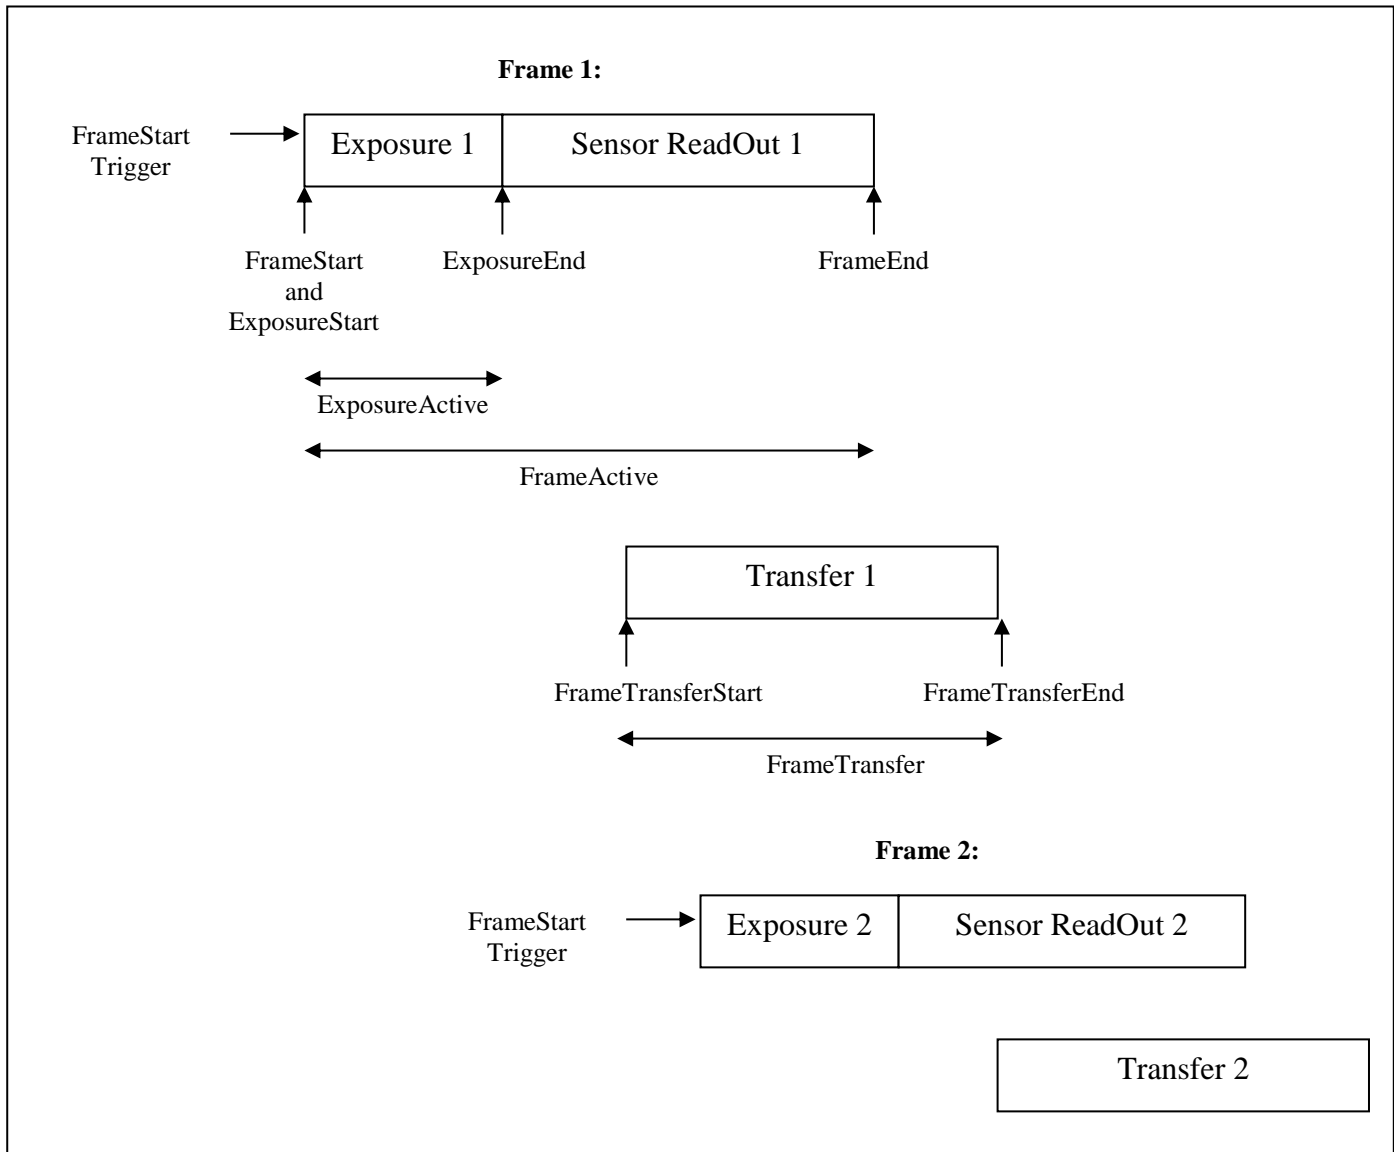 Frame 1:
FrameStart
Trigger
Exposure 1
Sensor ReadOut 1
FrameStart
and
ExposureStart
ExposureEnd
FrameEnd
ExposureActive
FrameActive
Transfer 1
FrameTransferStart
FrameTransferEnd
FrameTransfer
Frame 2:
FrameStart
Trigger
Exposure 2
Sensor ReadOut 2
Transfer 2